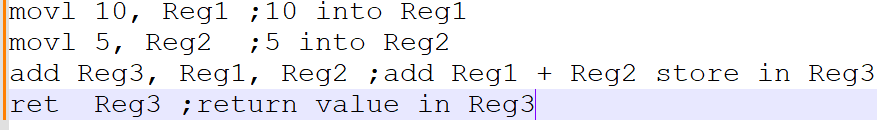 movl 10, Reg1 ;10 into Reg1
movl 5, Reg2  ;5 into Reg2
add Reg3, Reg1, Reg2 ;add Reg1 + Reg2 store in Reg3
ret  Reg3 ;return value in Reg3